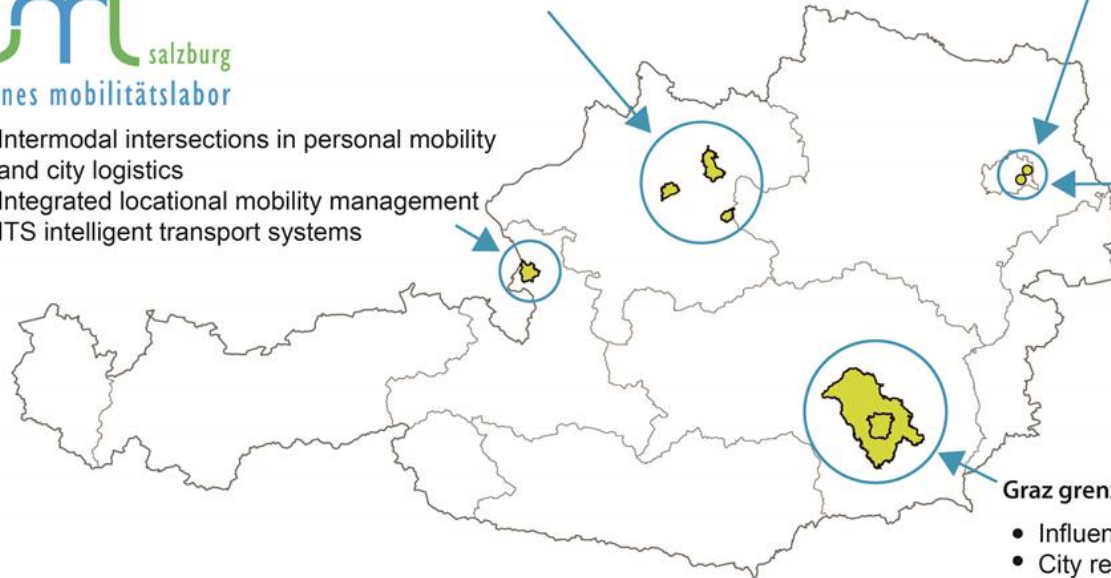 salzburg
nes mobilitätslabor
Intermodal intersections in personal mobility
and city logistics
Integrated locational mobility management
ITS intelligent transport systems
Graz
• Influen
• City re